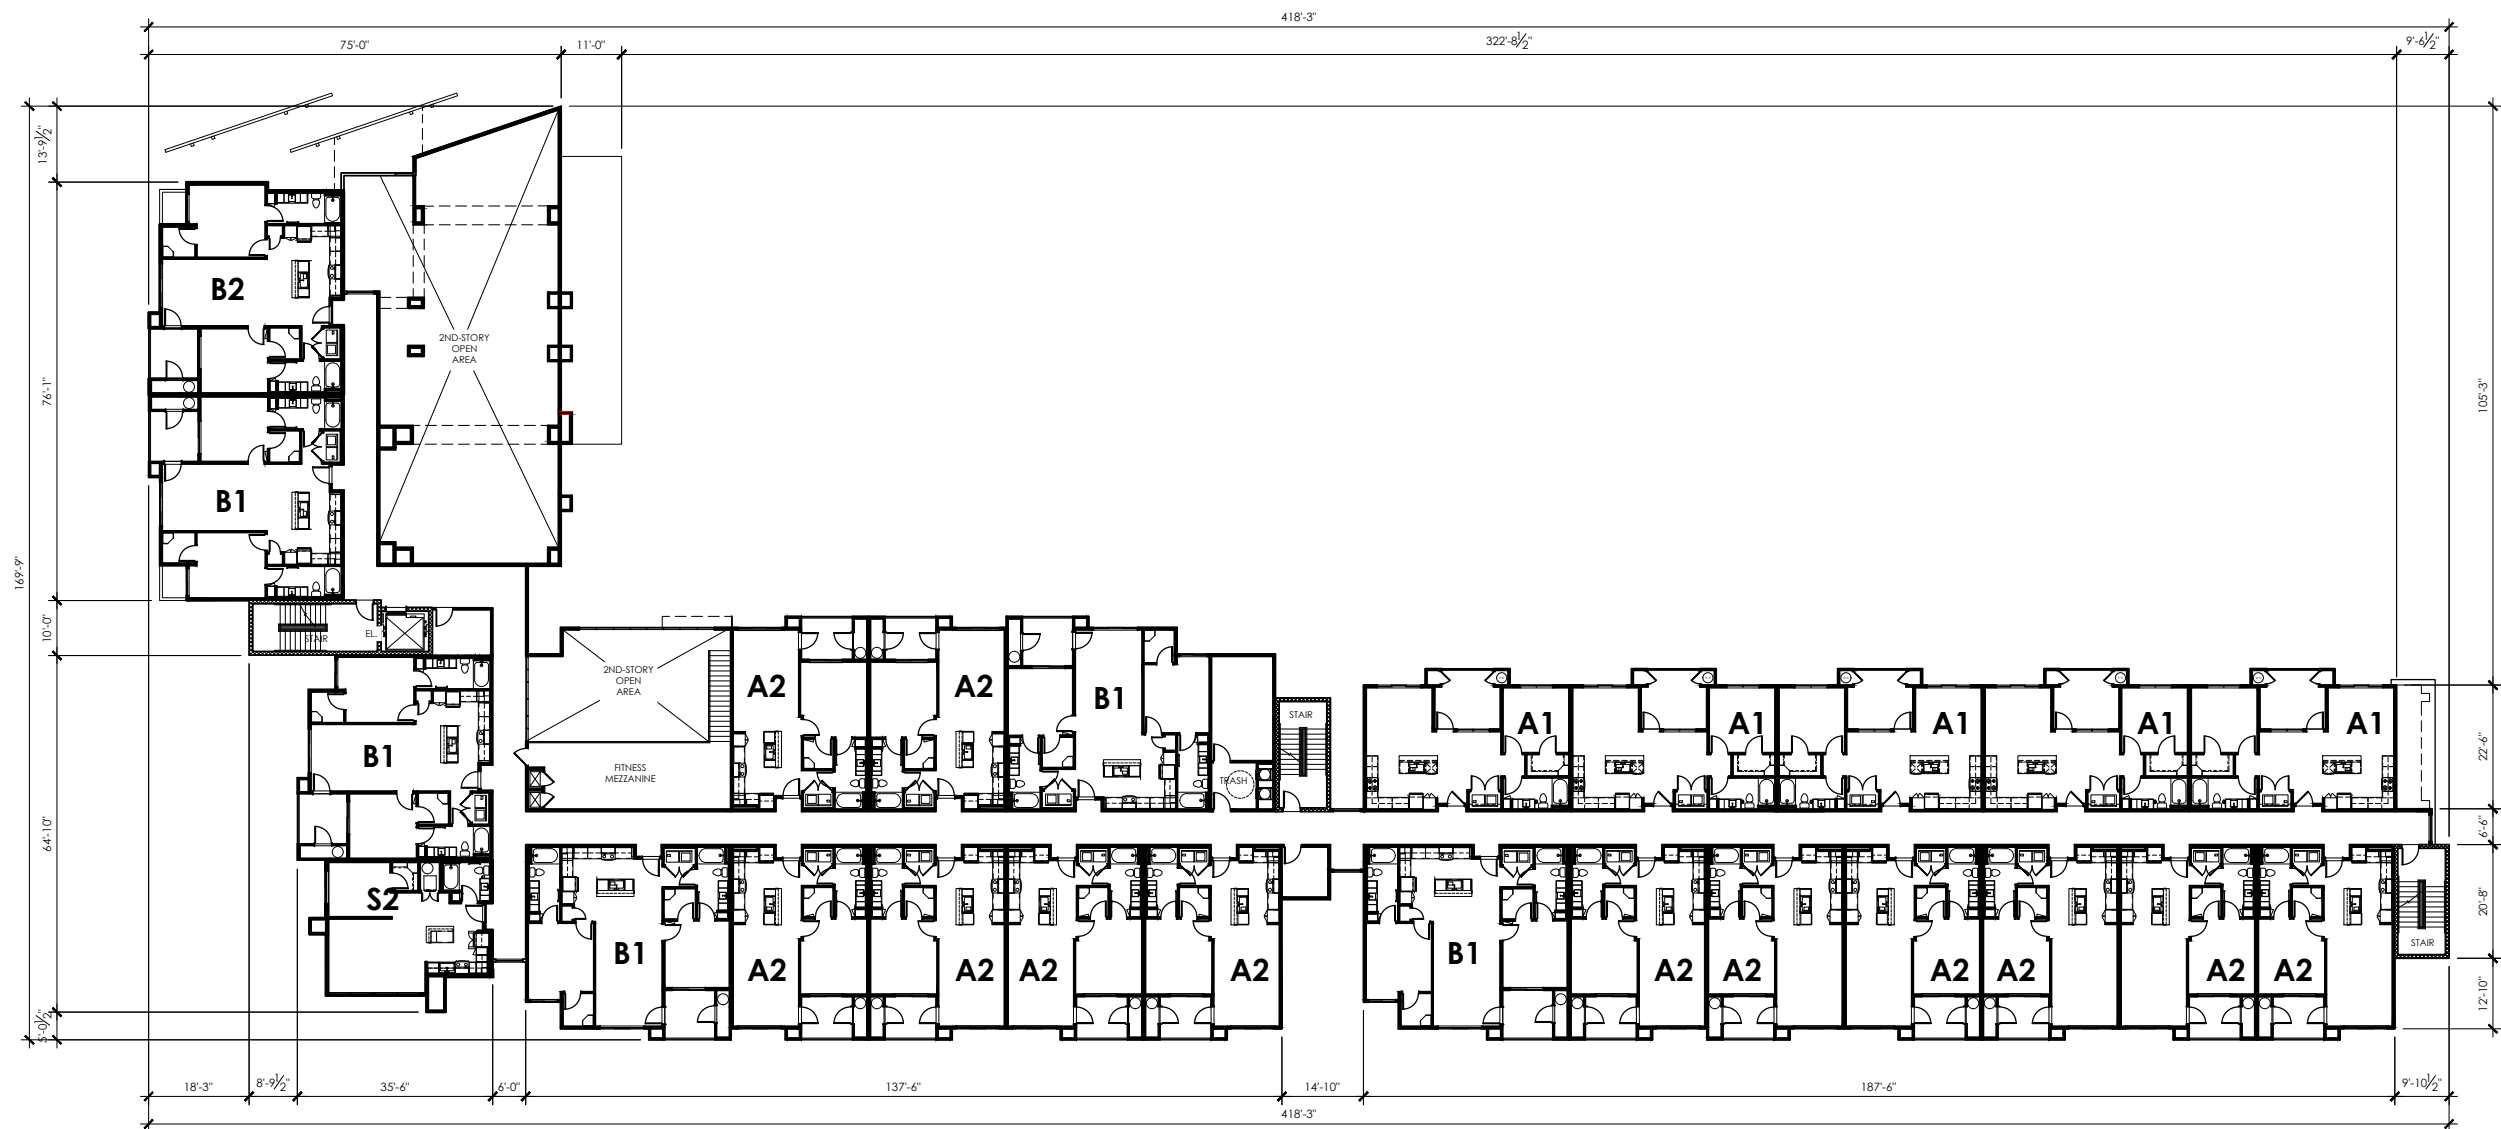 418'-3"
75'-0"
11'-0"
322'-8½"
9'-6½"
13'-9½"
76'-1"
169'-9"
10'-0"
64'-10"
5'-0½"
105'-3"
22'-6"
6'-6"
20'-8"
12'-10"
B2
2ND-STORY
OPEN
AREA
B1
STAIR
EL.
2ND-STORY
OPEN
AREA
A2
A2
B1
STAIR
A1
A1
A1
A1
A1
B1
FITNESS
MEZZANINE
TRASH
S2
B1
A2
A2
A2
A2
B1
A2
A2
A2
A2
A2
A2
STAIR
18'-3"
8'-9½"
35'-6"
6'-0"
137'-6"
14'-10"
187'-6"
9'-10½"
418'-3"